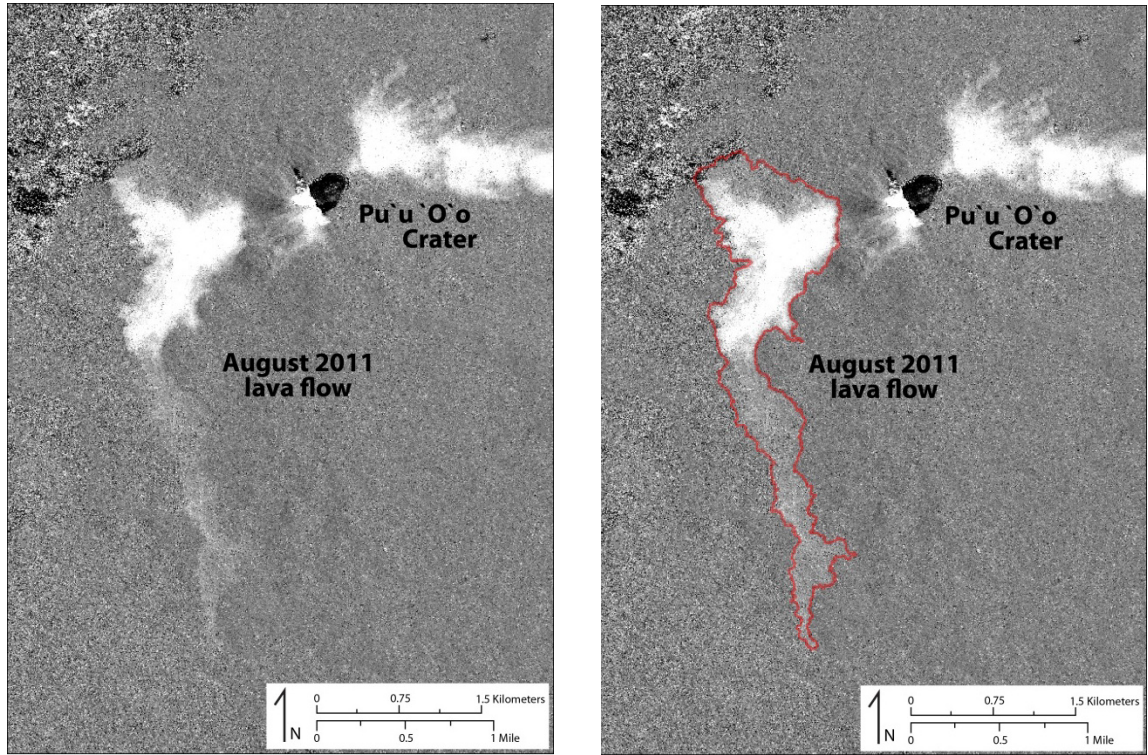 Pu`u `O`o
Crater
August 2011
lava flow
0 0.75 1.5 Kilometers
N
0 0.5 1 Mile
Pu`u `O`o
Crater
August 2011
lava flow
0 0.75 1.5 Kilometers
N
0 0.5 1 Mile